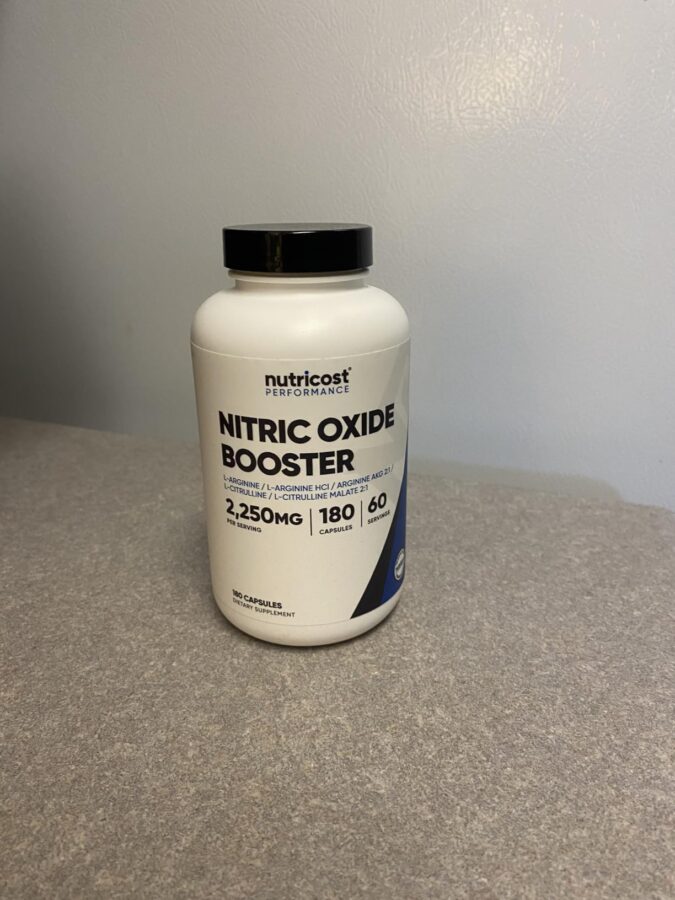 nutricost®
PERFORMANCE
NITRIC OXIDE
BOOSTER
L-ARGININE / L-ARGININE HCl / ARGININE AKG 2:1 /
L-CITRULLINE / L-CITRULLINE MALATE 2:1
2,250MG
PER SERVING
180
CAPSULES
60
SERVINGS
180 CAPSULES
DIETARY SUPPLEMENT